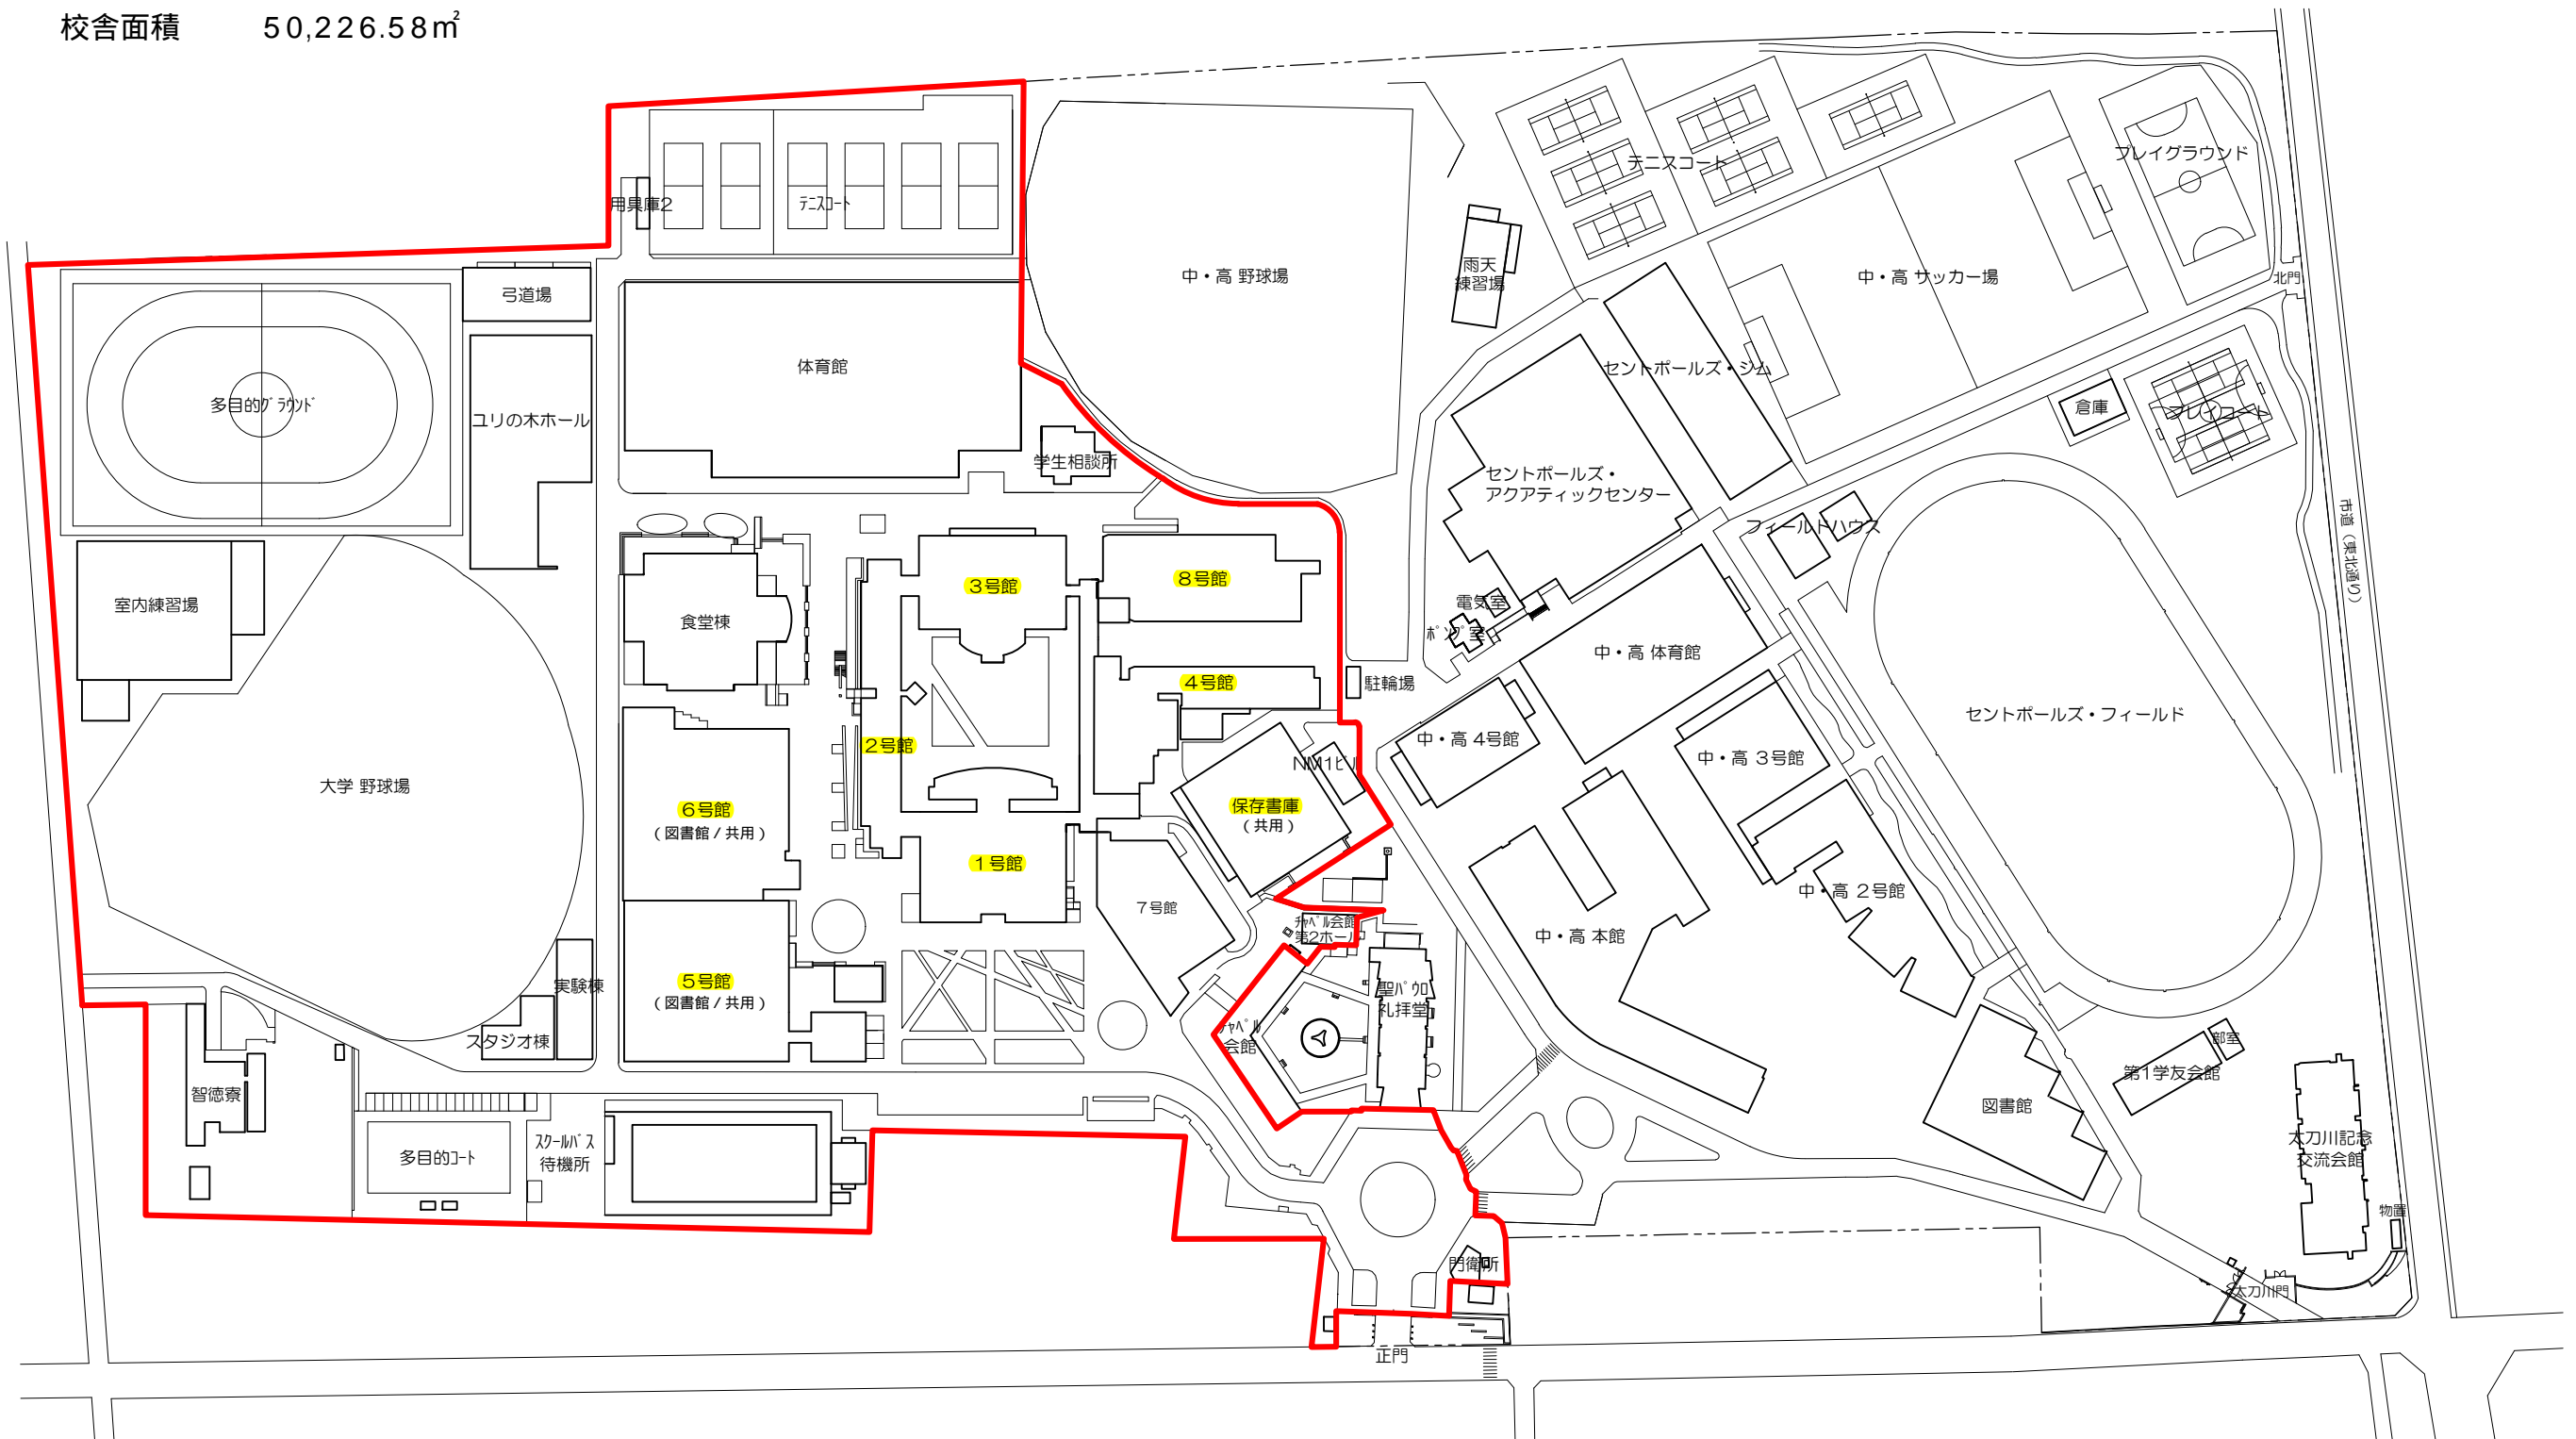 校舎面積　50,226.58㎡
用具庫2
テニスコート
テニスコート
プレイグラウンド
弓道場
中・高 野球場
雨天
練習場
中・高 サッカー場
北門
体育館
セントポールズ・ジム
多目的グラウンド
ユリの木ホール
倉庫
プレイコート
学生相談所
セントポールズ・
アクアティックセンター
フィールドハウス
市道（東北通り）
室内練習場
食堂棟
3号館
8号館
電気室
ポンプ室
中・高 体育館
4号館
駐輪場
セントポールズ・フィールド
2号館
中・高 4号館
NM1ビル
中・高 3号館
大学 野球場
6号館
（図書館/共用）
保存書庫
（共用）
1号館
中・高 2号館
7号館
チャペル会館
第2ホール
中・高 本館
5号館
（図書館/共用）
実験棟
聖パウロ
礼拝堂
チャペル
会館
スタジオ棟
部室
第1学友会館
智徳寮
図書館
多目的コート
スクールバス
待機所
太刀川記念
交流会館
物置
門衛所
太刀川門
正門